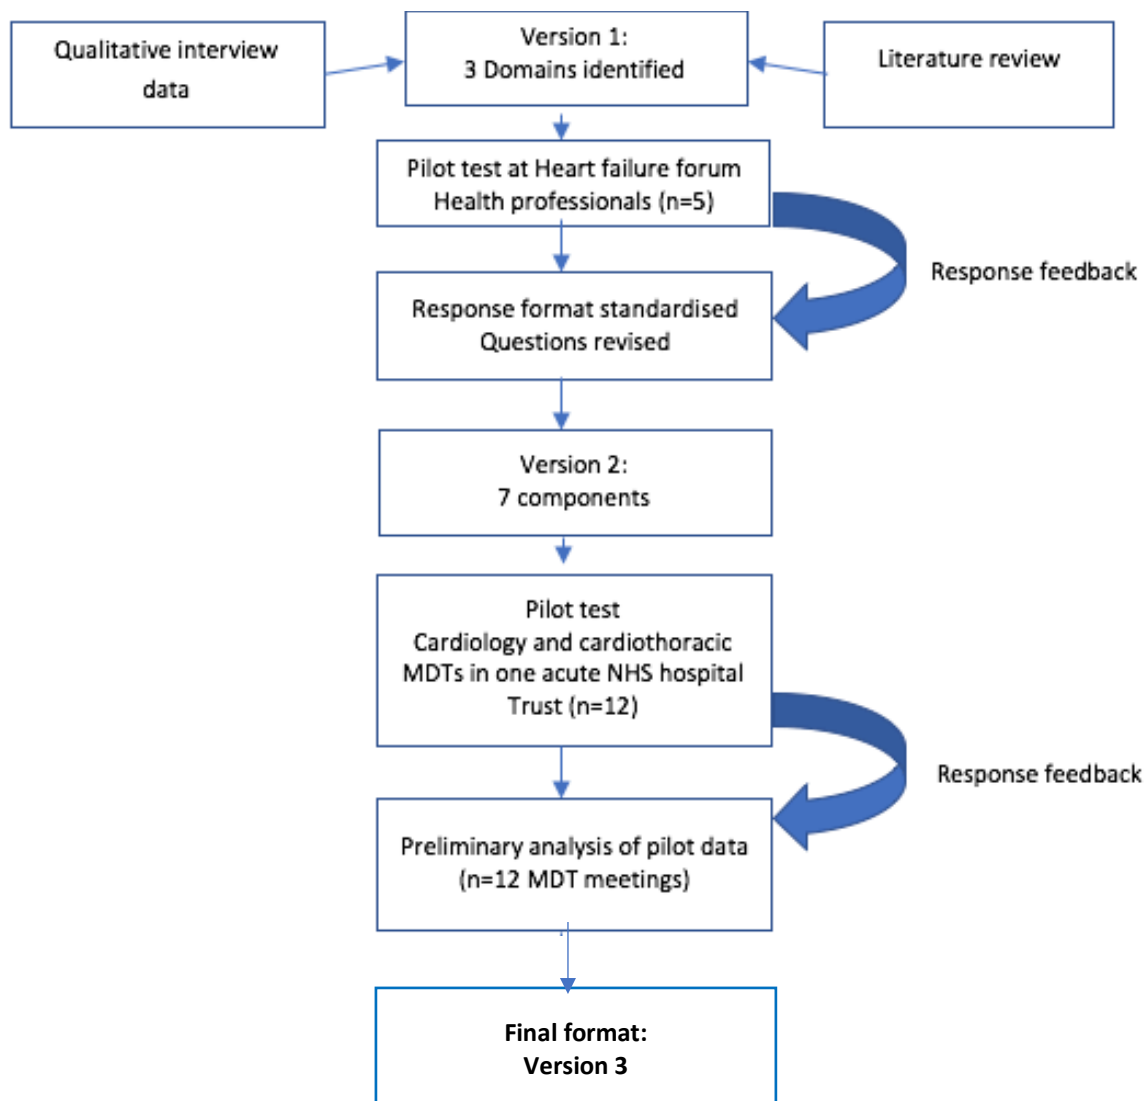 Qualitative interview
data
Version 1:
3 Domains identified
Literature review
Pilot test at Heart failure forum
Health professionals (n=5)
Response feedback
Response format standardised
Questions revised
Version 2:
7 components
Pilot test
Cardiology and cardiothoracic
MDTs in one acute NHS hospital
Trust (n=12)
Response feedback
Preliminary analysis of pilot data
(n=12 MDT meetings)
Final format:
Version 3